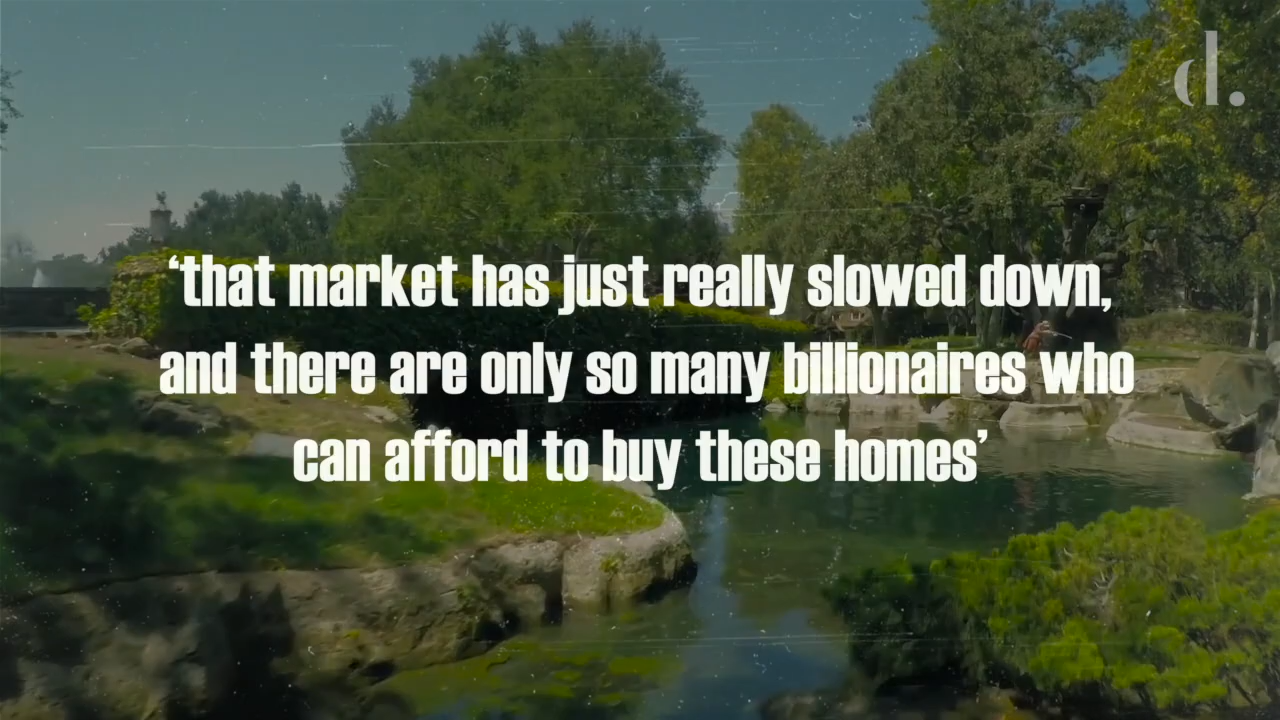 d.
‘that market has just really slowed down,
and there are only so many billionaires who
can afford to buy these homes’